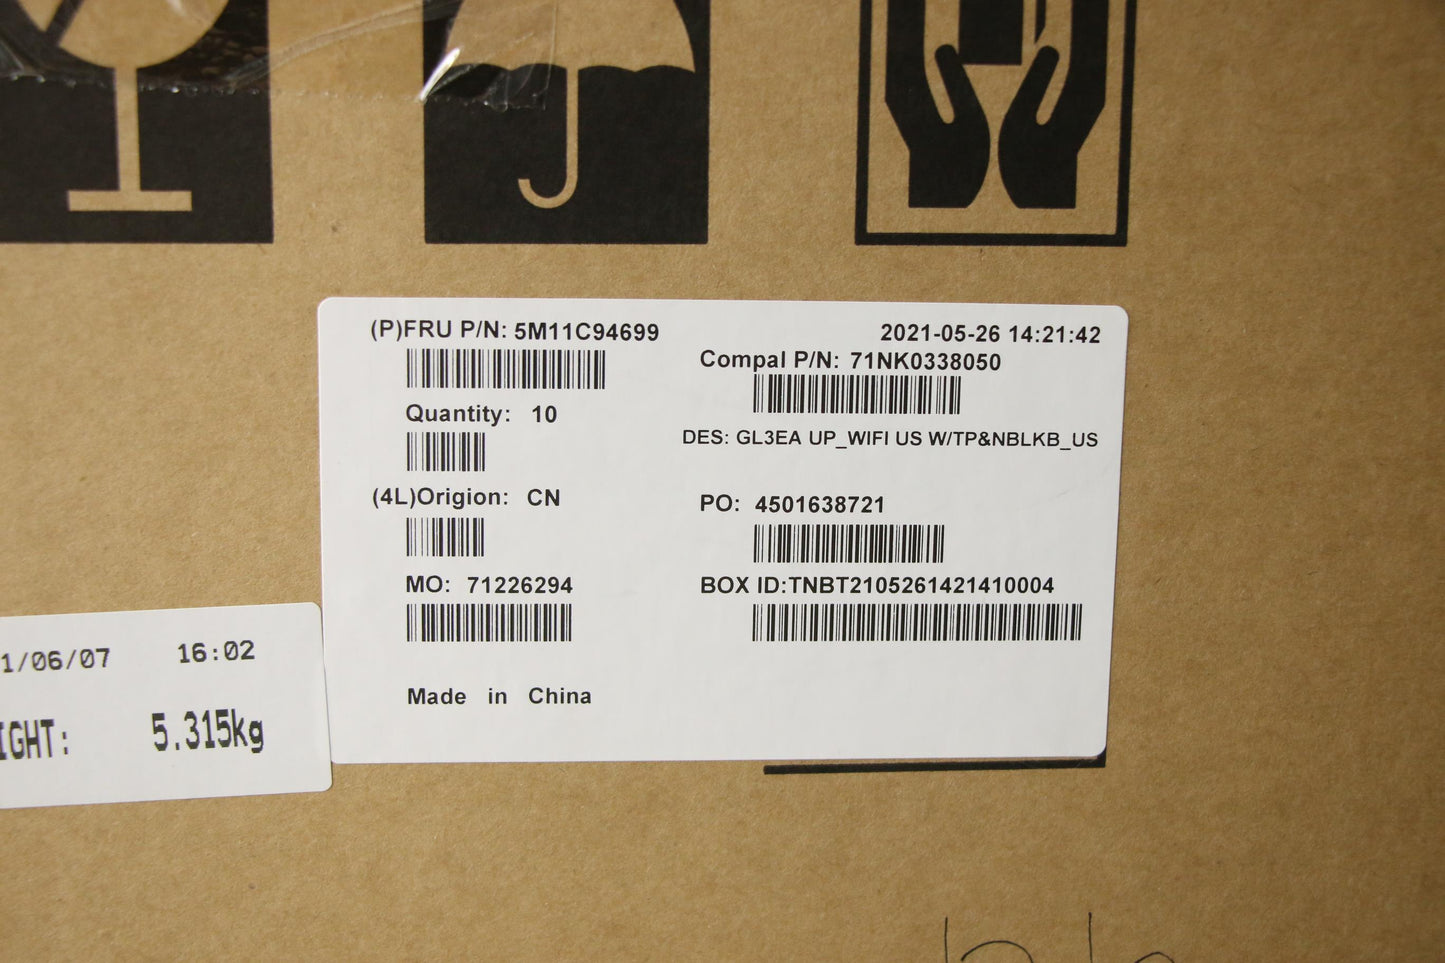 (P)FRU P/N: 5M11C94699
2021-05-26 14:21:42
Compal P/N: 71NK0338050
Quantity: 10
DES: GL3EA UP_WIFI US W/TP&NBLKB_US
(4L)Origion: CN
PO: 4501638721
MO: 71226294
BOX ID:TNBT2105261421410004
Made in China
1/06/07 16:02
IGHT: 5.315kg